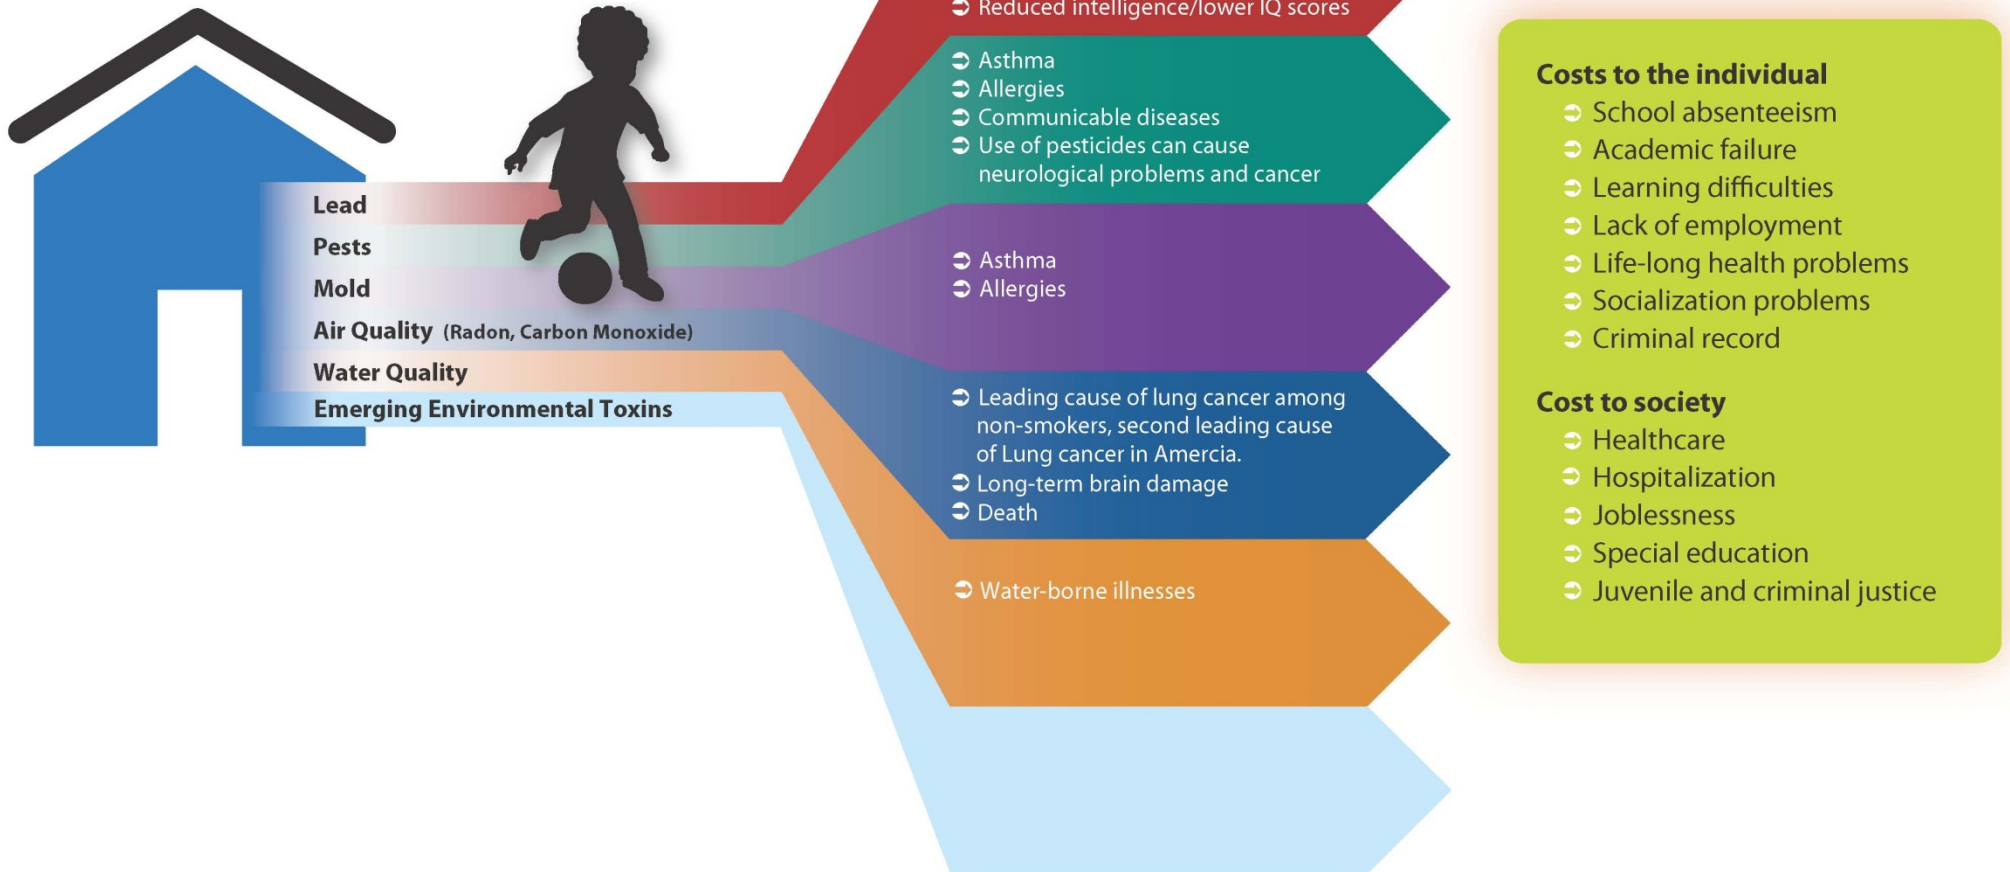 Lead
Pests
Mold
Air Quality (Radon, Carbon Monoxide)
Water Quality
Emerging Environmental Toxins
Reduced intelligence/lower IQ scores
Asthma
Allergies
Communicable diseases
Use of pesticides can cause
neurological problems and cancer
Asthma
Allergies
Leading cause of lung cancer among
non-smokers, second leading cause
of Lung cancer in Amercia.
Long-term brain damage
Death
Water-borne illnesses
Costs to the individual
School absenteeism
Academic failure
Learning difficulties
Lack of employment
Life-long health problems
Socialization problems
Criminal record
Cost to society
Healthcare
Hospitalization
Joblessness
Special education
Juvenile and criminal justice